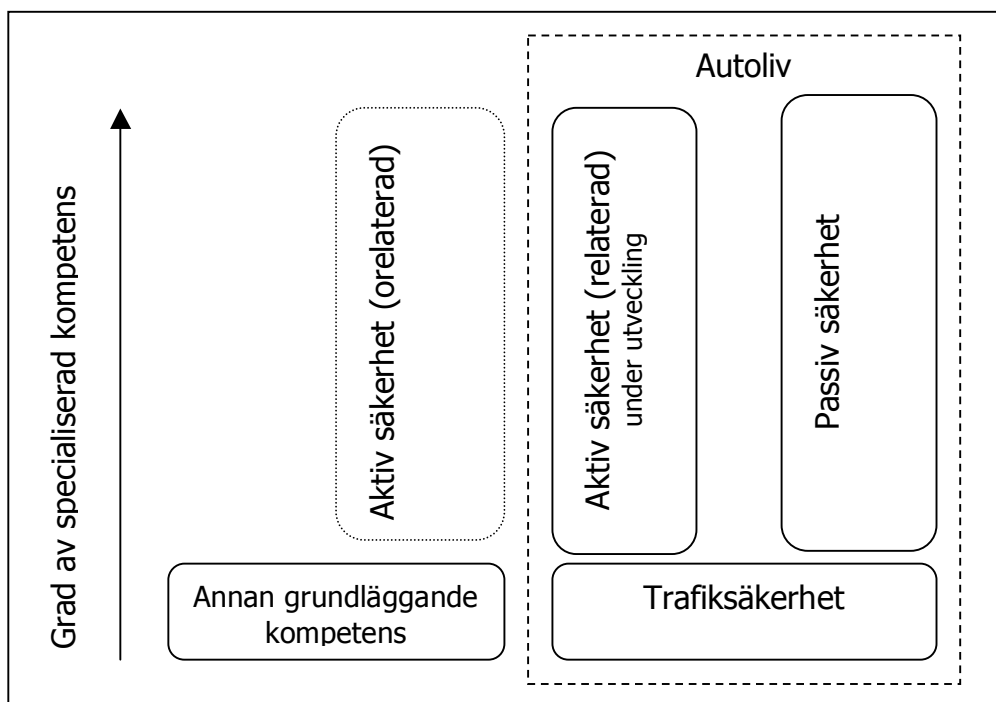 Autoliv
Grad av specialiserad kompetens
Aktiv säkerhet (orelaterad)
Aktiv säkerhet (relaterad)
under utveckling
Passiv säkerhet
Annan grundläggande
kompetens
Trafiksäkerhet